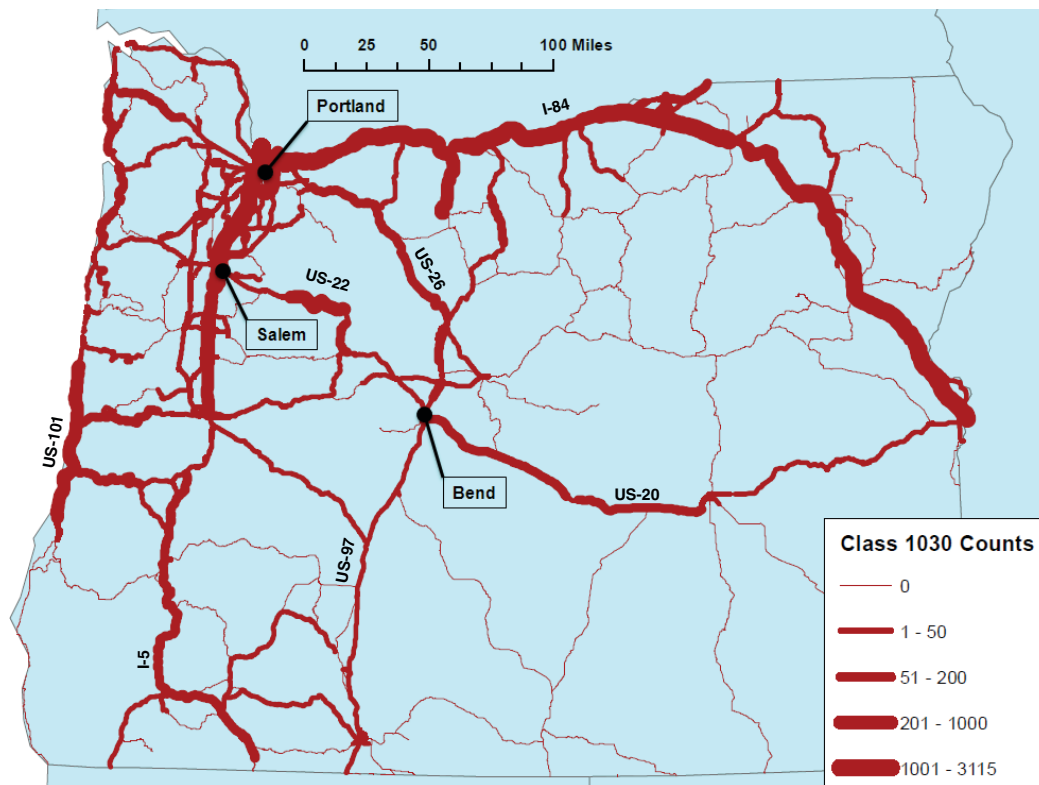 0 25 50 100 Miles
Portland
I-84
US-26
US-22
Salem
US-101
Bend
US-20
US-97
I-5
Class 1030 Counts
0
1 - 50
51 - 200
201 - 1000
1001 - 3115